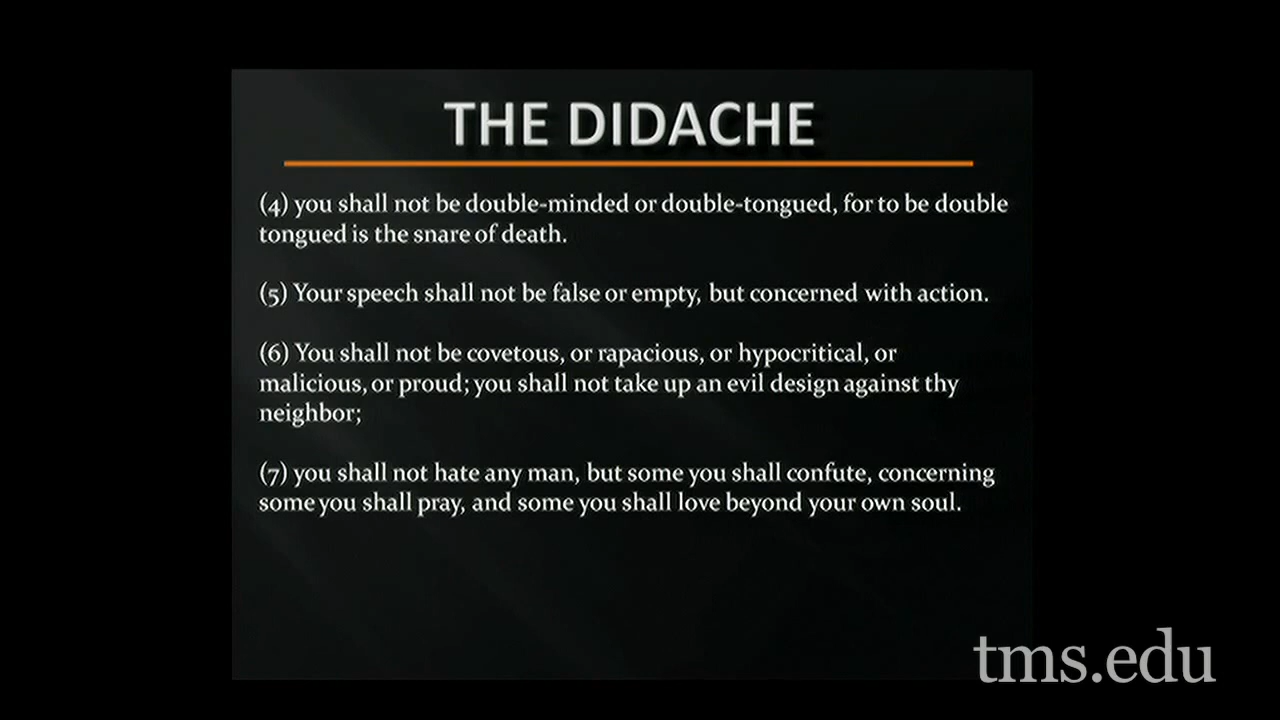 THE DIDACHE
(4) you shall not be double-minded or double-tongued, for to be double
tongued is the snare of death.
(5) Your speech shall not be false or empty, but concerned with action.
(6) You shall not be covetous, or rapacious, or hypocritical, or
malicious, or proud; you shall not take up an evil design against thy
neighbor;
(7) you shall not hate any man, but some you shall confute, concerning
some you shall pray, and some you shall love beyond your own soul.
tms.edu